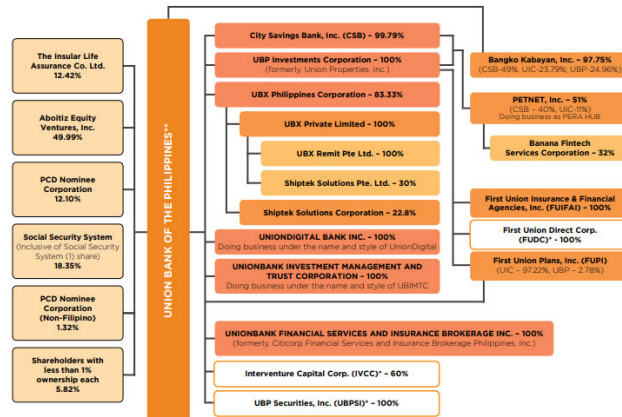 The Insular Life
Assurance Co. Ltd.
12.42%
Aboitiz Equity
Ventures, Inc.
49.99%
PCD Nominee
Corporation
12.10%
Social Security System
(Inclusive of Social Security
System (1) share)
18.35%
PCD Nominee
Corporation
(Non-Filipino)
1.32%
Shareholders with
less than 1%
ownership each
5.82%
UNION BANK OF THE PHILIPPINES**
City Savings Bank, Inc. (CSB) – 99.79%
UBP Investments Corporation – 100%
(formerly, Union Properties, Inc.)
UBX Philippines Corporation – 83.33%
UBX Private Limited – 100%
UBX Remit Pte Ltd. – 100%
Shiptek Solutions Pte. Ltd. – 30%
Shiptek Solutions Corporation – 22.8%
UNIONDIGITAL BANK INC. – 100%
Doing business under the name and style of UnionDigital
UNIONBANK INVESTMENT MANAGEMENT AND
TRUST CORPORATION – 100%
Doing business under the name and style of UBIMTC
UNIONBANK FINANCIAL SERVICES AND INSURANCE BROKERAGE INC. – 100%
(formerly, Citicorp Financial Services and Insurance Brokerage Philippines, Inc.)
Interventure Capital Corp. (IVCC)* – 60%
UBP Securities, Inc. (UBPSI)* – 100%
Bangko Kabayan, Inc. – 97.75%
(CSB-49%, UIC-23.79%; UBP-24.96%)
PETNET, Inc. – 51%
(CSB – 40%, UIC-11%)
Doing business as PERA HUB
Banana Fintech
Services Corporation – 32%
First Union Insurance & Financial
Agencies, Inc. (FUIFAI) – 100%
First Union Direct Corp.
(FUDC)* – 100%
First Union Plans, Inc. (FUPI)
(UIC – 97.22%, UBP – 2.78%)